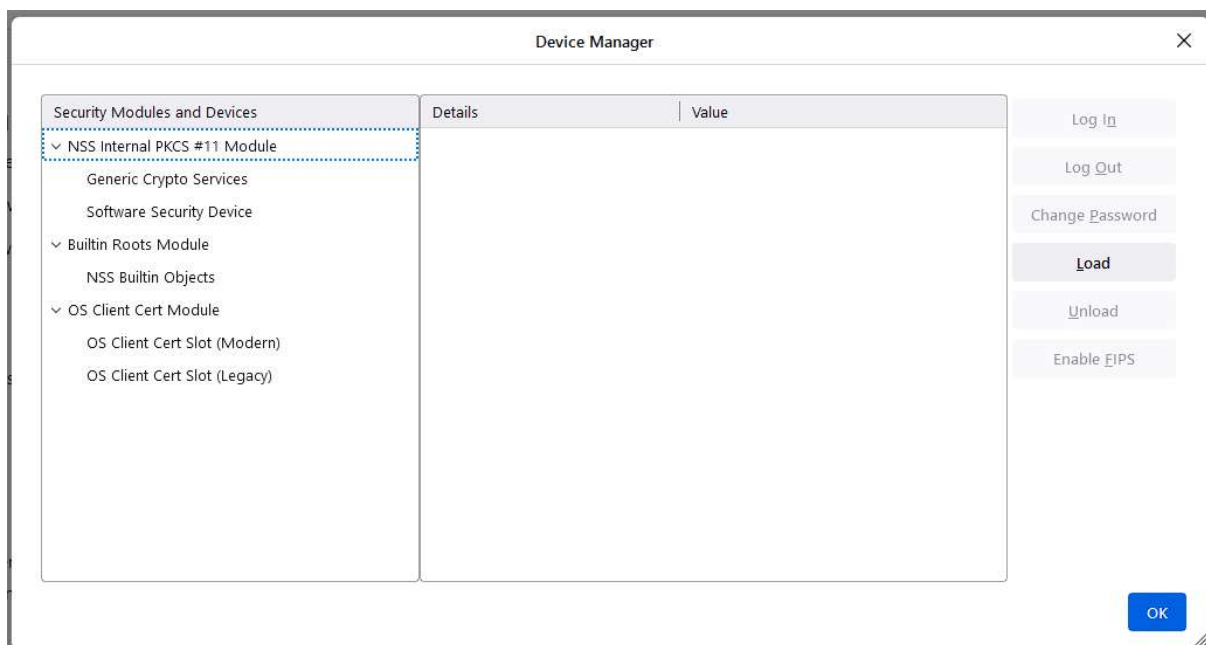 Device Manager
Security Modules and Devices
Details
Value
NSS Internal PKCS #11 Module
Generic Crypto Services
Software Security Device
Builtin Roots Module
NSS Builtin Objects
OS Client Cert Module
OS Client Cert Slot (Modern)
OS Client Cert Slot (Legacy)
Log In
Log Out
Change Password
Load
Unload
Enable FIPS
OK